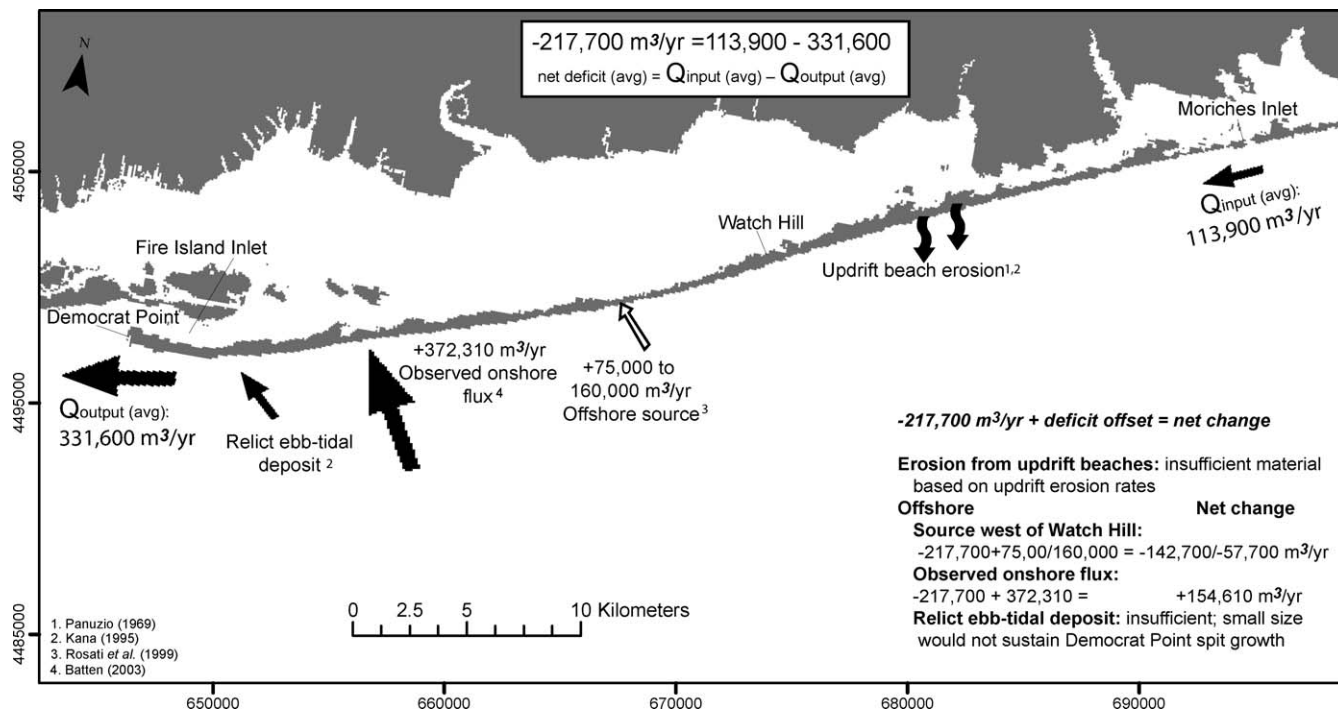 N
-217,700 m³/yr =113,900 - 331,600
net deficit (avg) = Qinput (avg) – Qoutput (avg)
Moriches Inlet
Qinput (avg):
113,900 m³/yr
Watch Hill
Updrift beach erosion¹,²
Fire Island Inlet
Democrat Point
Qoutput (avg):
331,600 m³/yr
Relict ebb-tidal
deposit ²
+372,310 m³/yr
Observed onshore
flux⁴
+75,000 to
160,000 m³/yr
Offshore source³
-217,700 m³/yr + deficit offset = net change
Erosion from updrift beaches: insufficient material
based on updrift erosion rates
Offshore Net change
Source west of Watch Hill:
-217,700+75,00/160,000 = -142,700/-57,700 m³/yr
Observed onshore flux:
-217,700 + 372,310 = +154,610 m³/yr
Relict ebb-tidal deposit: insufficient; small size
would not sustain Democrat Point spit growth
0 2.5 5 10 Kilometers
1. Panuzio (1969)
2. Kana (1995)
3. Rosati et al. (1999)
4. Batten (2003)
4505000
4495000
4485000
650000 660000 670000 680000 690000